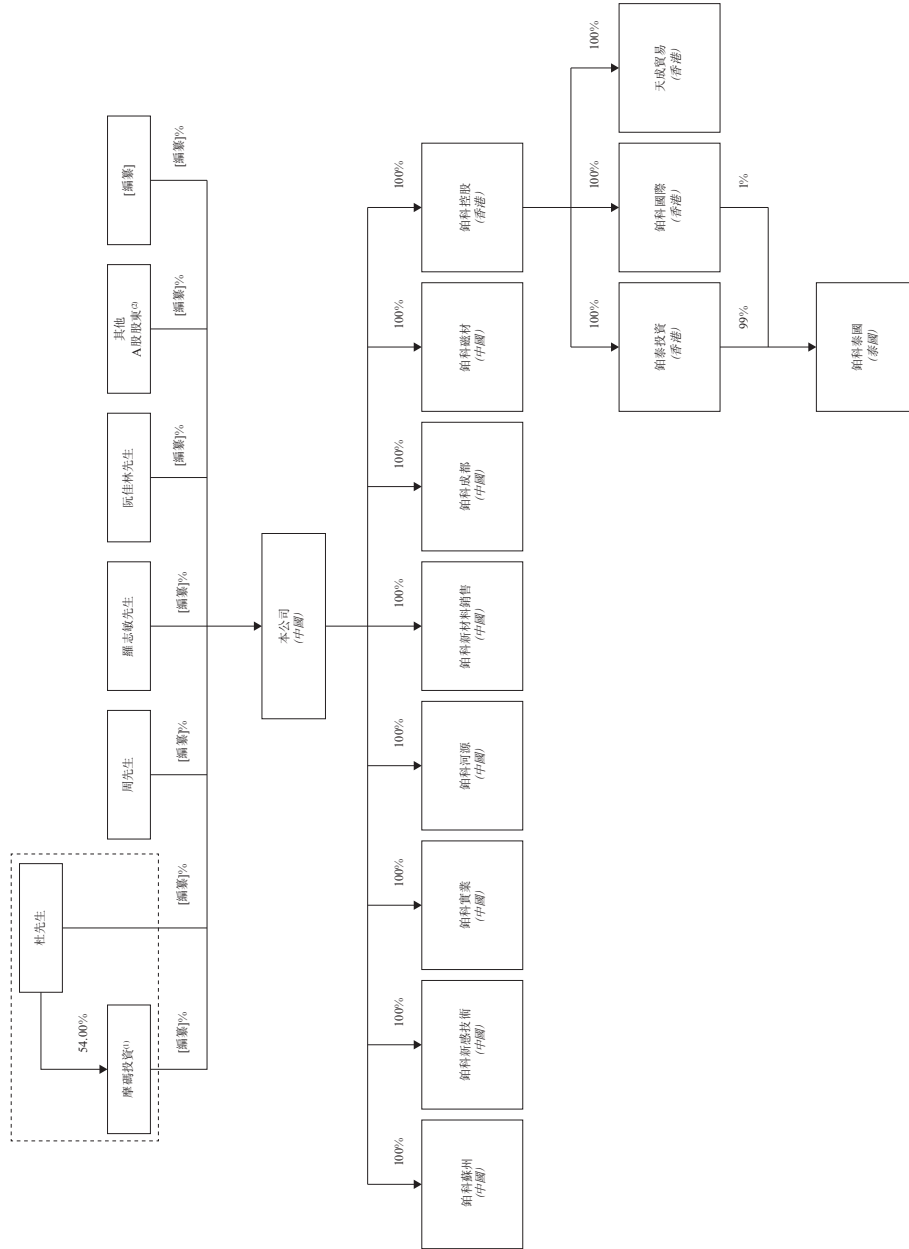 杜先生
54.00%
摩碼投資⁽¹⁾
周先生
羅志敏先生
阮佳林先生
其他
A股股東⁽²⁾
[編纂]
[編纂]%
[編纂]%
[編纂]%
[編纂]%
[編纂]%
[編纂]%
[編纂]%
本公司
(中國)
100%
100%
100%
100%
100%
100%
100%
100%
鉑科蘇州
(中國)
鉑科新感技術
(中國)
鉑科實業
(中國)
鉑科河源
(中國)
鉑科新材料銷售
(中國)
鉑科成都
(中國)
鉑科磁材
(中國)
鉑科控股
(香港)
100%
100%
100%
鉑泰投資
(香港)
鉑科國際
(香港)
天成貿易
(香港)
99%
1%
鉑科泰國
(泰國)